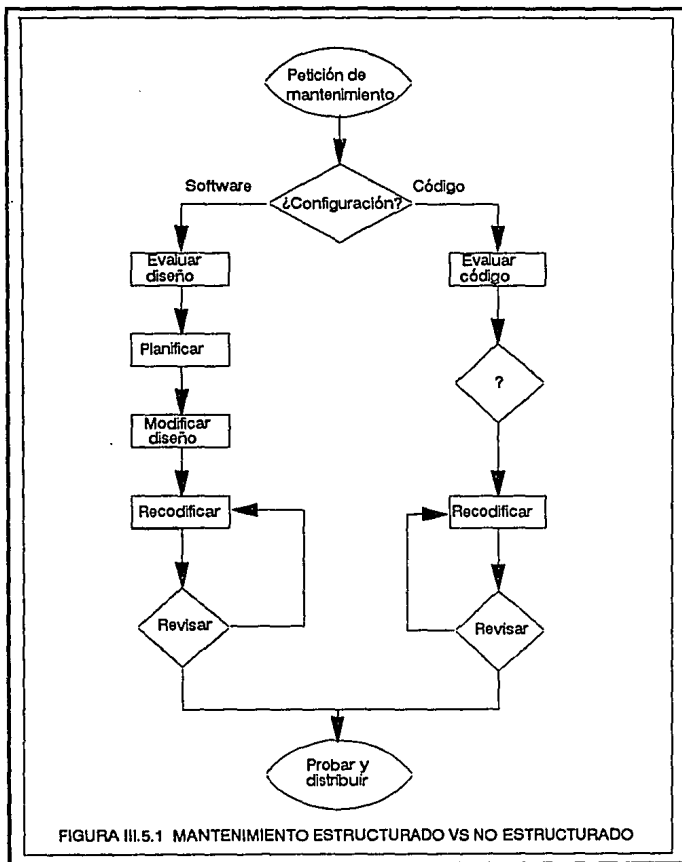 Petición de
mantenimiento
Software
¿Configuración?
Código
Evaluar
diseño
Evaluar
código
Planificar
?
Modificar
diseño
Recodificar
Recodificar
Revisar
Revisar
Probar y
distribuir
FIGURA III.5.1 MANTENIMIENTO ESTRUCTURADO VS NO ESTRUCTURADO